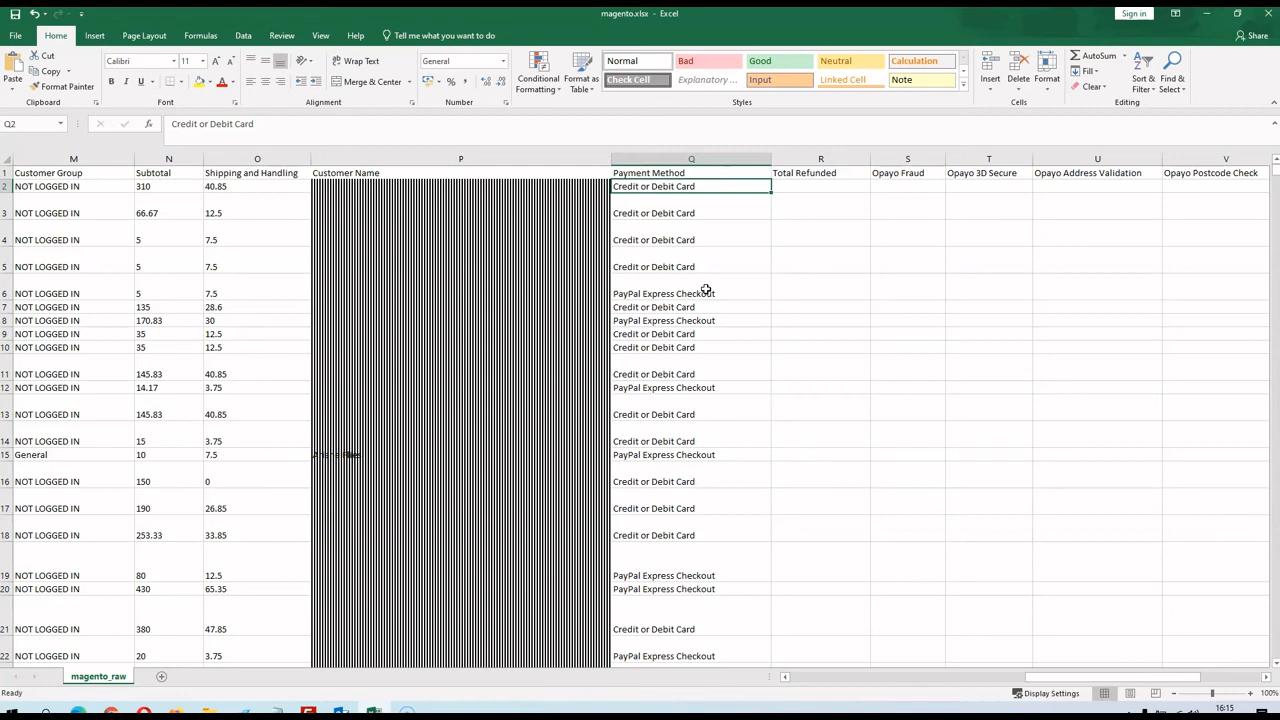 magento.xlsx - Excel
Sign in
File Home Insert Page Layout Formulas Data Review View Help Tell me what you want to do Share
Paste
Cut
Copy
Format Painter
Calibri 11
B I U
Wrap Text
Merge & Center
General
Conditional Formatting
Format as Table
Normal Bad Good Neutral Calculation
Check Cell Explanatory ... Input Linked Cell Note
Insert Delete Format
AutoSum
Fill
Clear
Sort & Filter
Find & Select
Clipboard Font Alignment Number Styles Cells Editing
Q2 fx Credit or Debit Card
M N O P Q R S T U V
1 Customer Group Subtotal Shipping and Handling Customer Name Payment Method Total Refunded Opayo Fraud Opayo 3D Secure Opayo Address Validation Opayo Postcode Check
2 NOT LOGGED IN 310 40.85 Credit or Debit Card
3 NOT LOGGED IN 66.67 12.5 Credit or Debit Card
4 NOT LOGGED IN 5 7.5 Credit or Debit Card
5 NOT LOGGED IN 5 7.5 Credit or Debit Card
6 NOT LOGGED IN 5 7.5 PayPal Express Checkout
7 NOT LOGGED IN 135 28.6 Credit or Debit Card
8 NOT LOGGED IN 170.83 30 PayPal Express Checkout
9 NOT LOGGED IN 35 12.5 Credit or Debit Card
10 NOT LOGGED IN 35 12.5 Credit or Debit Card
11 NOT LOGGED IN 145.83 40.85 Credit or Debit Card
12 NOT LOGGED IN 14.17 3.75 PayPal Express Checkout
13 NOT LOGGED IN 145.83 40.85 Credit or Debit Card
14 NOT LOGGED IN 15 3.75 Credit or Debit Card
15 General 10 7.5 PayPal Express Checkout
16 NOT LOGGED IN 150 0 Credit or Debit Card
17 NOT LOGGED IN 190 26.85 Credit or Debit Card
18 NOT LOGGED IN 253.33 33.85 Credit or Debit Card
19 NOT LOGGED IN 80 12.5 PayPal Express Checkout
20 NOT LOGGED IN 430 65.35 PayPal Express Checkout
21 NOT LOGGED IN 380 47.85 Credit or Debit Card
22 NOT LOGGED IN 20 3.75 PayPal Express Checkout
magento_raw
Ready Display Settings 100%
16:15